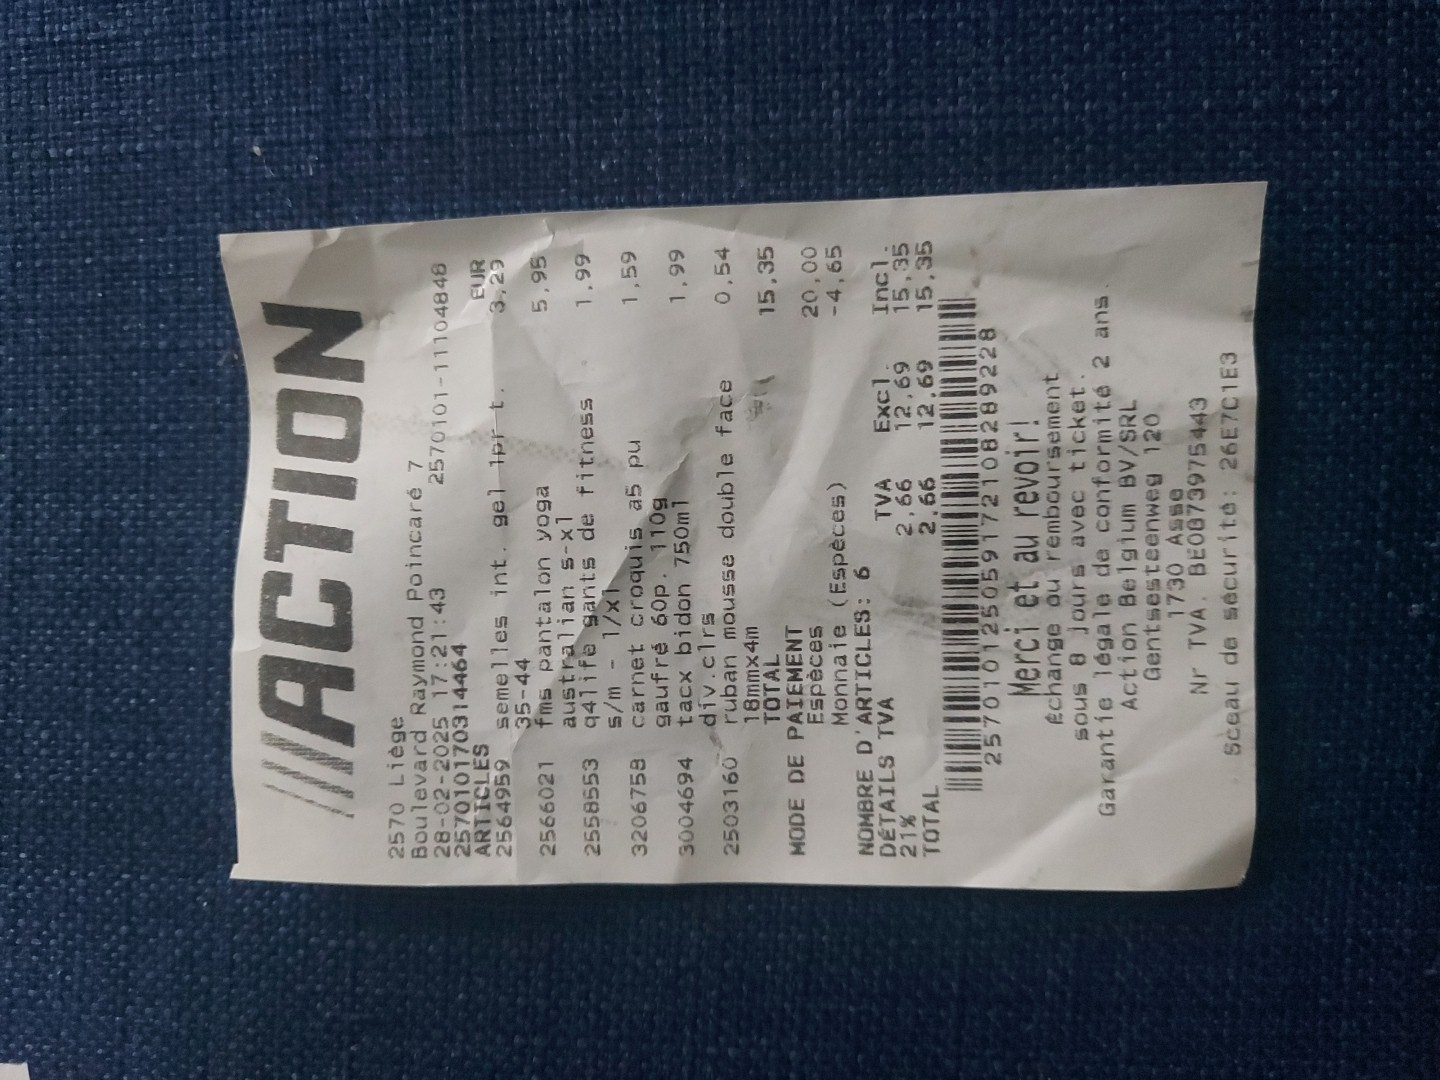 ACTION
2570 Liège
Boulevard Raymond Poincaré 7
28-02-2025 17:21:43 2570101-11104848
2570101703144​64
ARTICLES EUR
2564959 semelles int. gel 1pr t. 3,29
35-44
2566021 fms pantalon yoga 5,95
australian s-xl
2558553 q4life gants de fitness 1,99
s/m - l/xl
3206758 carnet croquis a5 pu 1,59
gaufré 60p. 110g
3004694 tacx bidon 750ml 1,99
div.clrs
2503160 ruban mousse double face 0,54
18mmx4m
TOTAL 15,35
MODE DE PAIEMENT
Espèces 20,00
Monnaie (Espèces) -4,65
NOMBRE D'ARTICLES: 6
DÉTAILS TVA TVA Excl. Incl.
21% 2,66 12,69 15,35
TOTAL 2,66 12,69 15,35
2570101250591721082889228
Merci et au revoir!
Échange ou remboursement
sous 8 jours avec ticket.
Garantie légale de conformité 2 ans.
Action Belgium BV/SRL
Gentsesteenweg 120
1730 Asse
Nr TVA. BE0873975443
Sceau de sécurité: 26E7C1E3